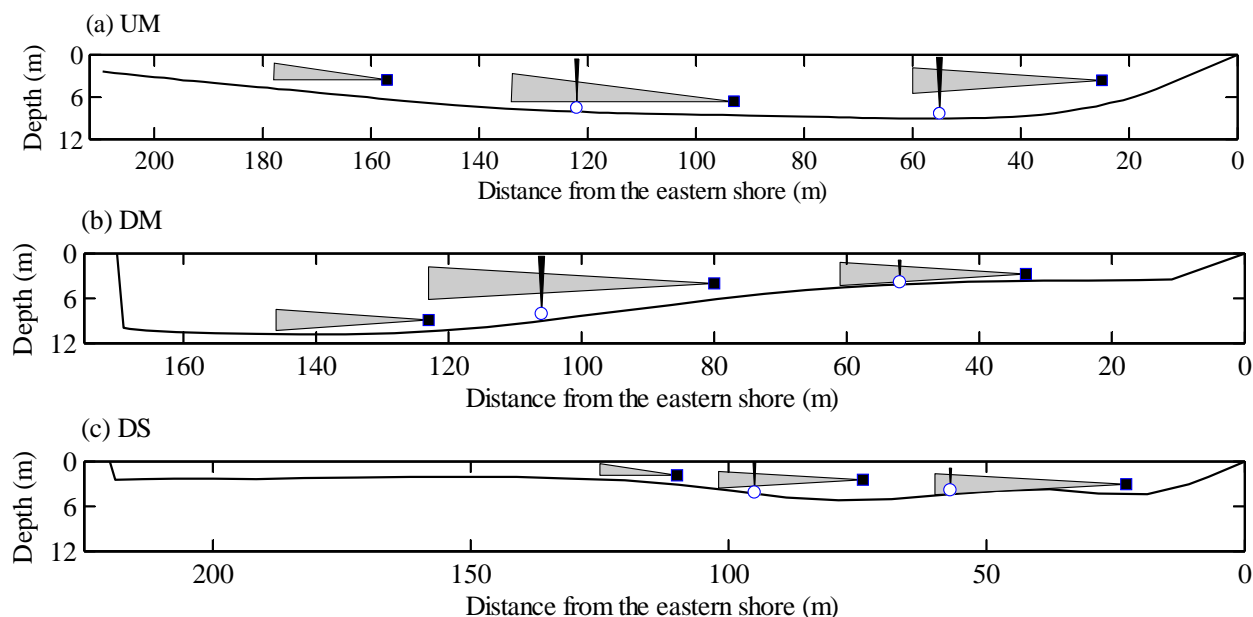 (a) UM
Depth (m)
0
6
12
200 180 160 140 120 100 80 60 40 20 0
Distance from the eastern shore (m)
(b) DM
Depth (m)
0
6
12
160 140 120 100 80 60 40 20 0
Distance from the eastern shore (m)
(c) DS
Depth (m)
0
6
12
200 150 100 50 0
Distance from the eastern shore (m)